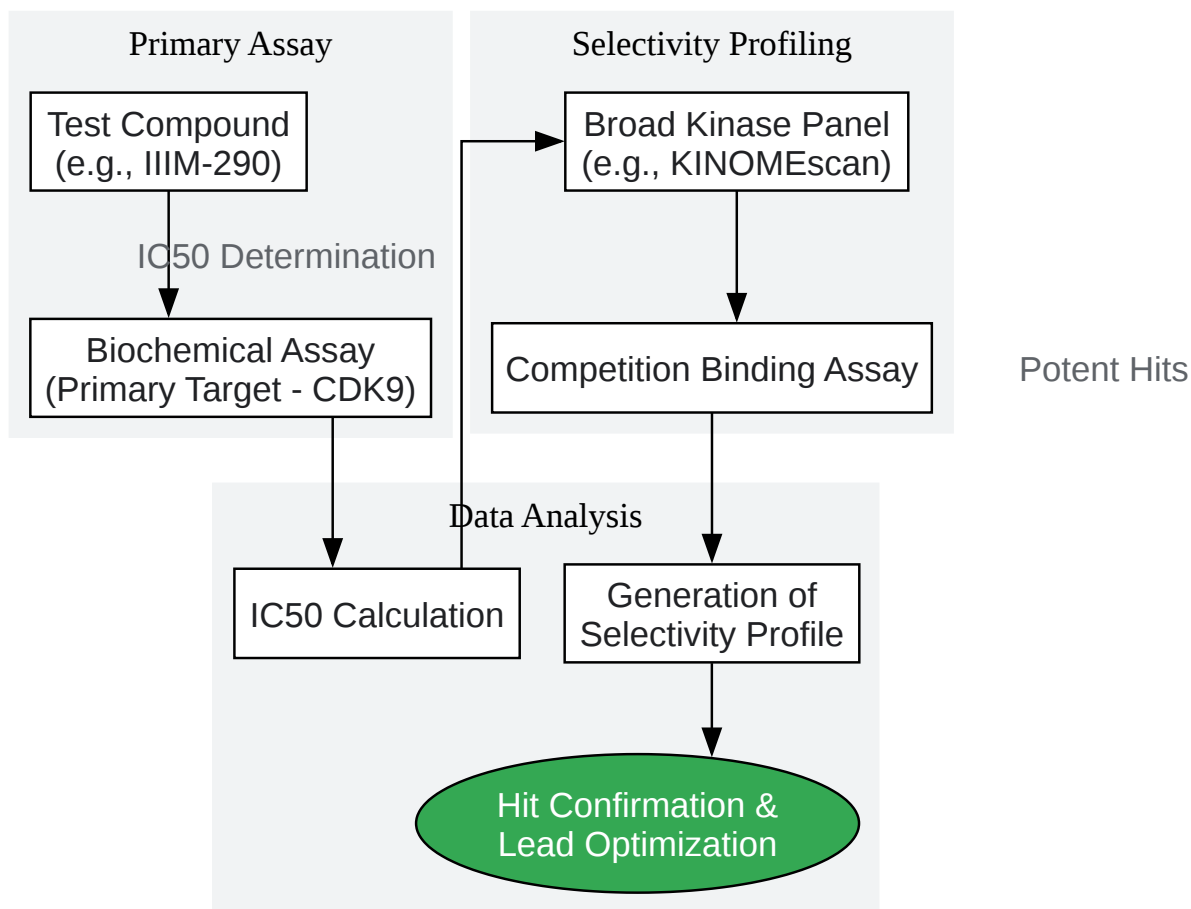 Primary Assay
Test Compound
(e.g., IIIM-290)
IC50 Determination
Biochemical Assay
(Primary Target - CDK9)
Selectivity Profiling
Broad Kinase Panel
(e.g., KINOMEscan)
Competition Binding Assay
Potent Hits
Data Analysis
IC50 Calculation
Generation of
Selectivity Profile
Hit Confirmation &
Lead Optimization